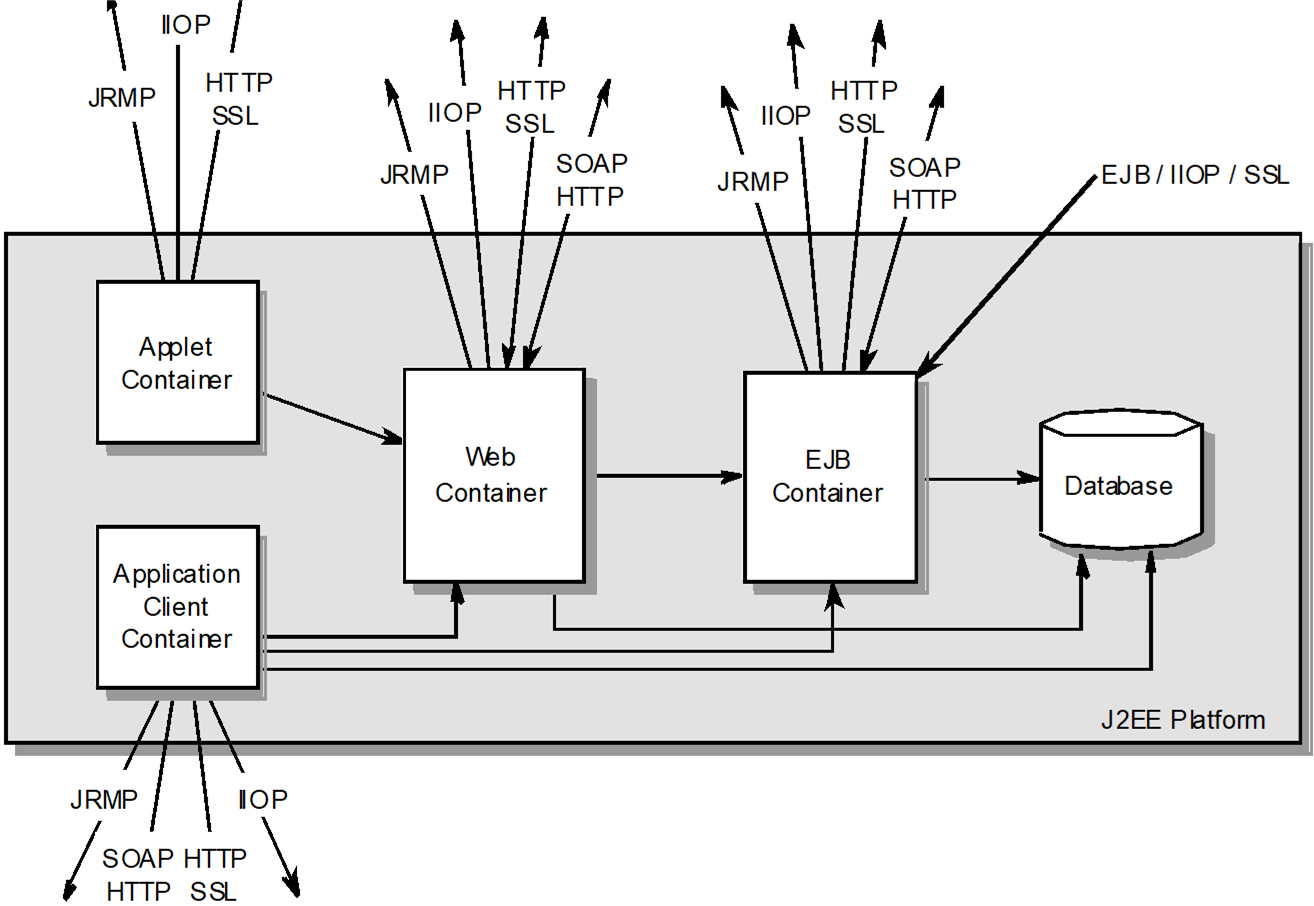 IIOP
JRMP
HTTP
SSL
IIOP
HTTP
SSL
JRMP
SOAP
HTTP
IIOP
HTTP
SSL
JRMP
SOAP
HTTP
EJB / IIOP / SSL
Applet
Container
Web
Container
EJB
Container
Database
Application
Client
Container
J2EE Platform
JRMP
IIOP
SOAP
HTTP
HTTP
SSL